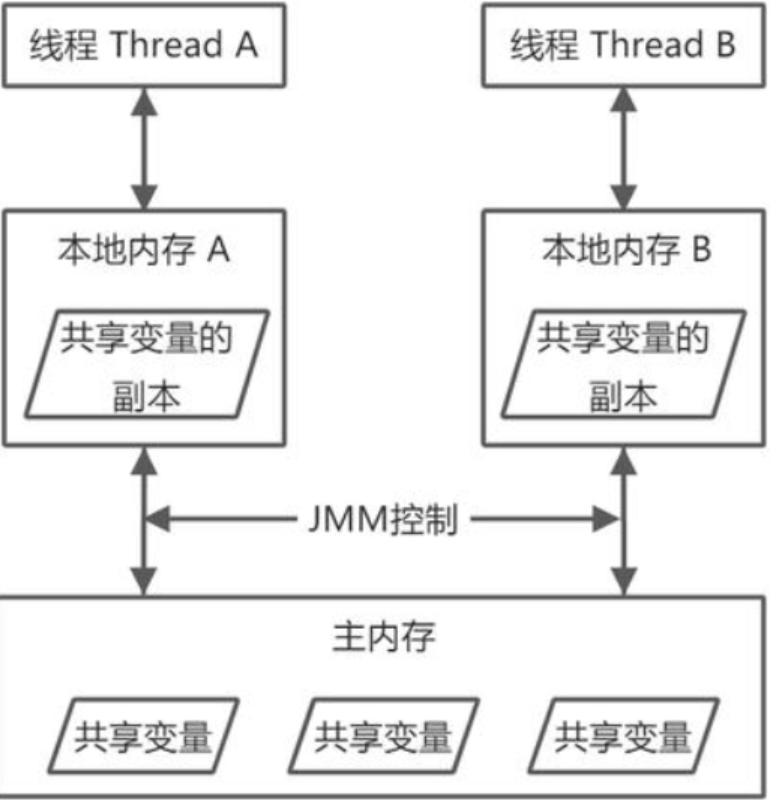 线程 Thread A
线程 Thread B
本地内存 A
共享变量的
副本
本地内存 B
共享变量的
副本
JMM控制
主内存
共享变量
共享变量
共享变量